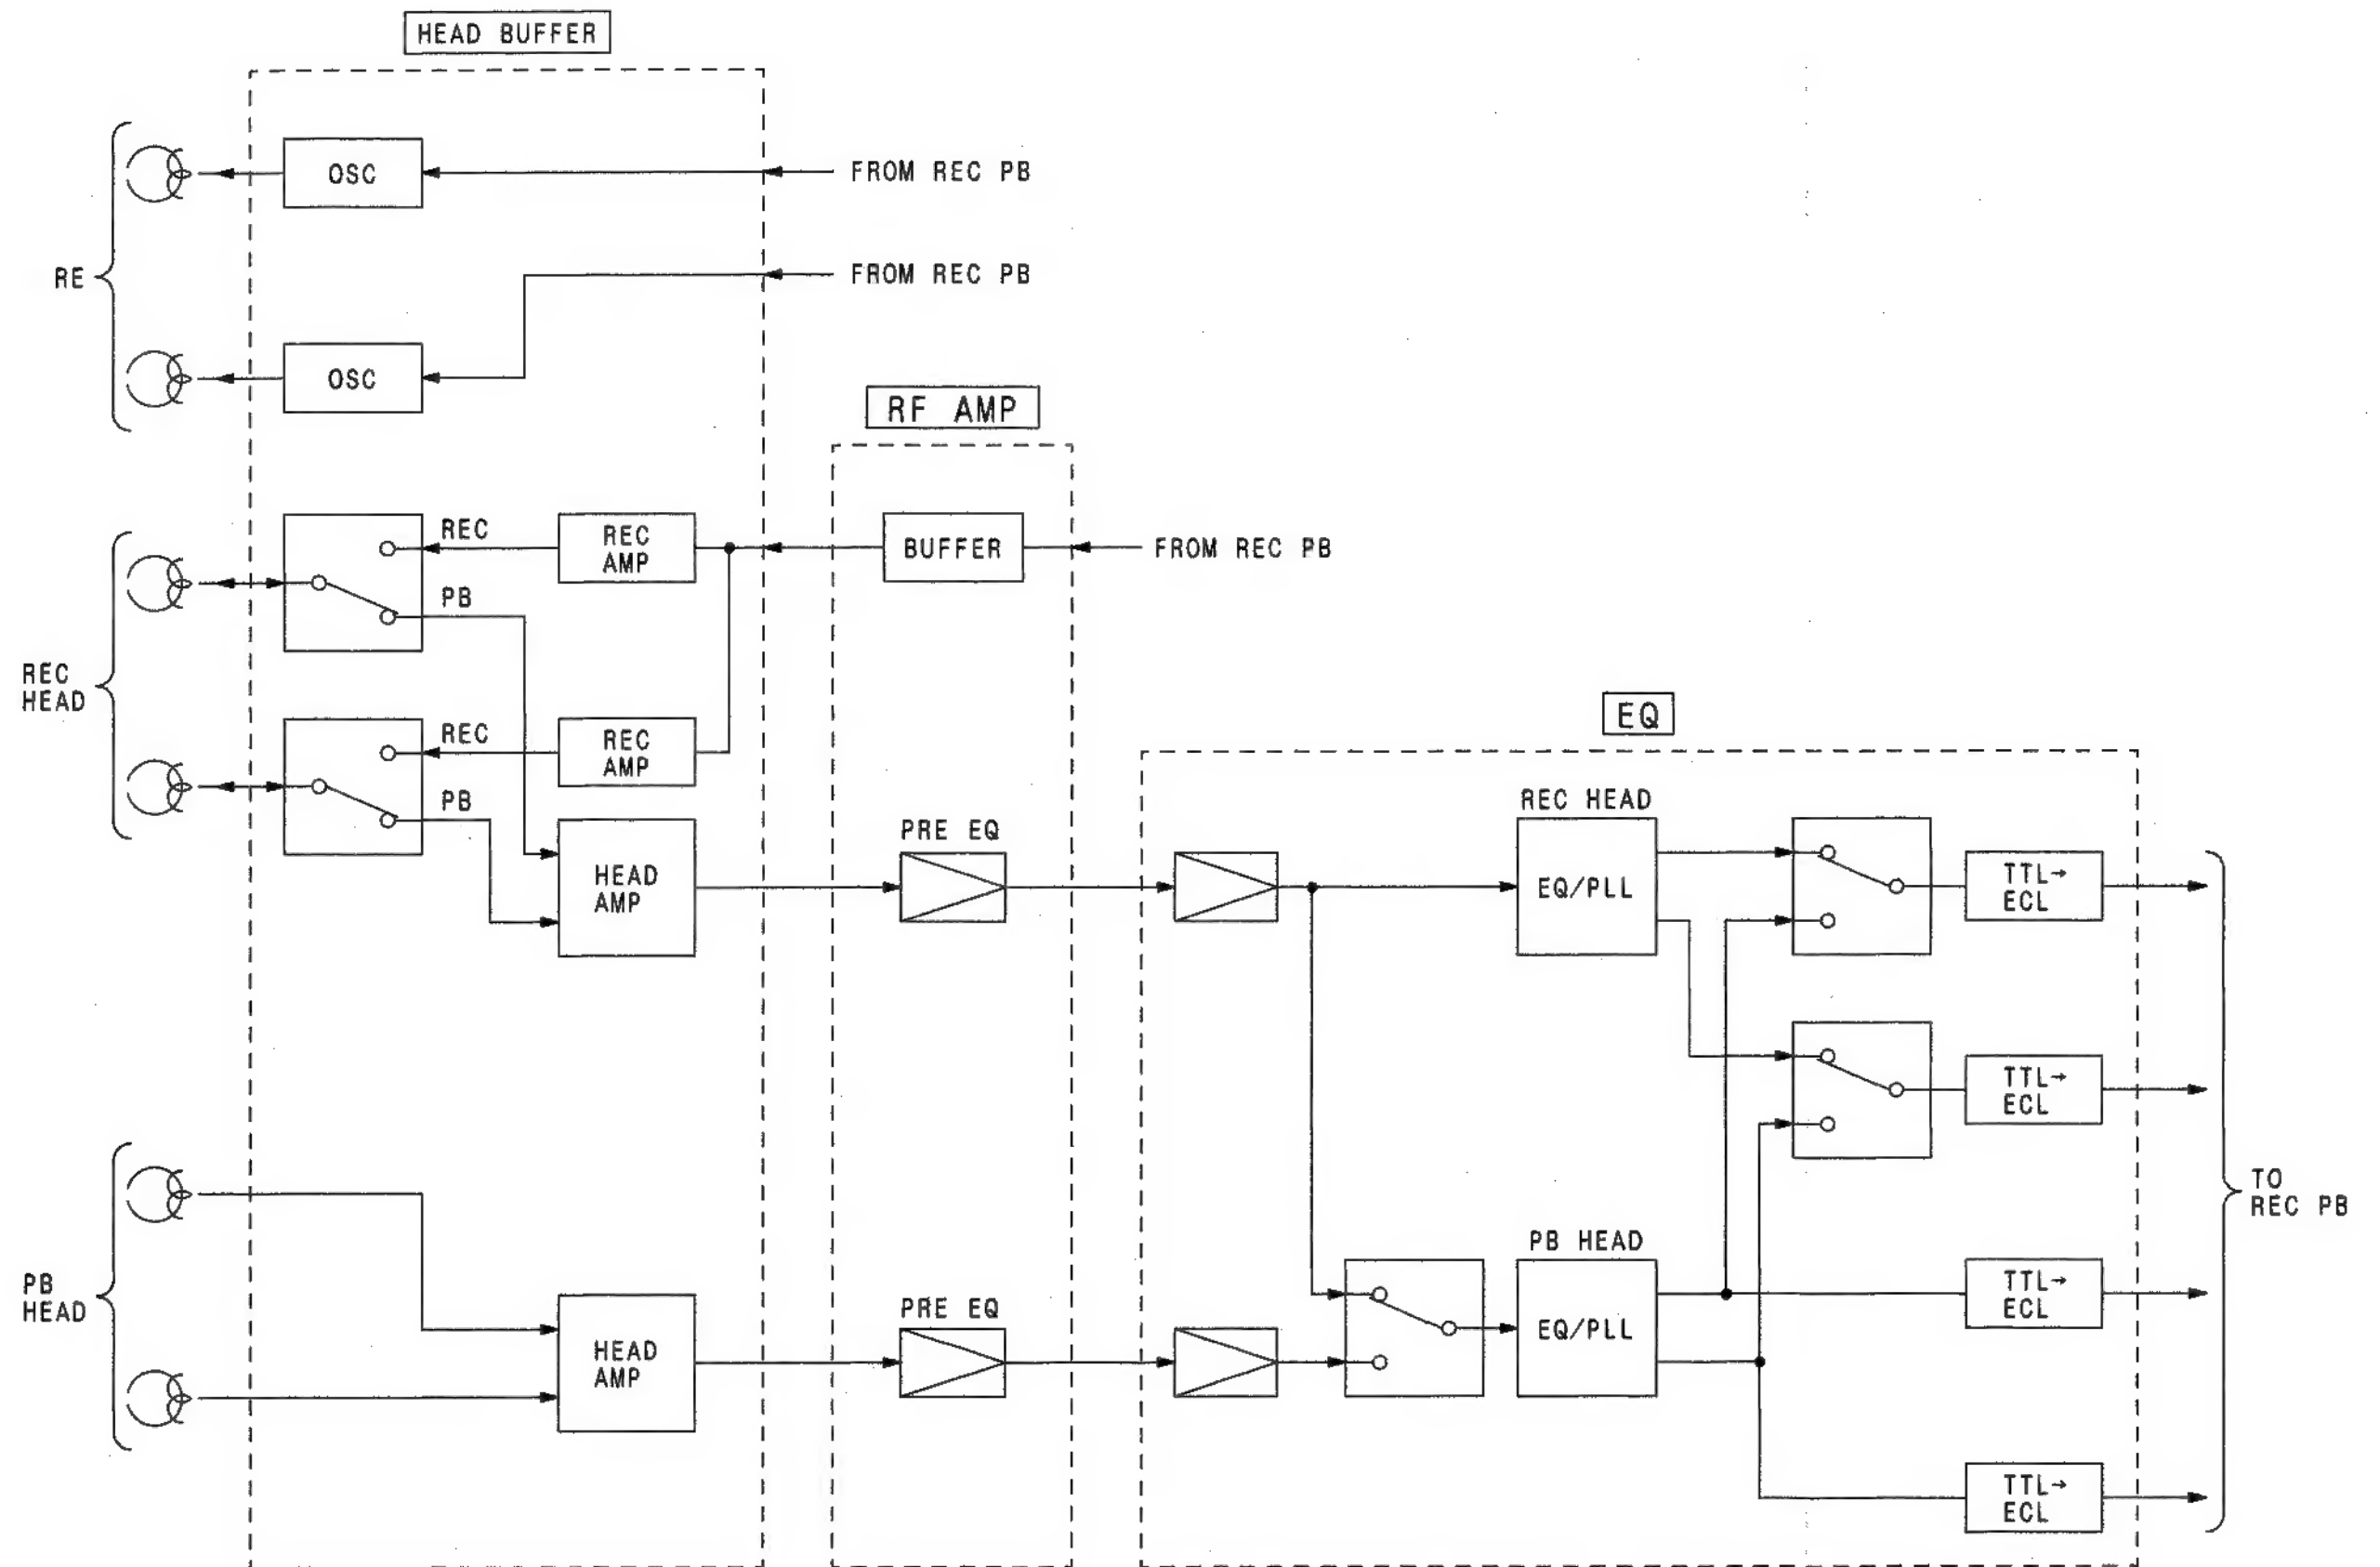 HEAD BUFFER
OSC
FROM REC PB
RE
FROM REC PB
OSC
RF AMP
REC
REC
AMP
BUFFER
FROM REC PB
PB
REC
HEAD
REC
REC
AMP
PB
EQ
HEAD
AMP
PRE EQ
REC HEAD
EQ/PLL
TTL→
ECL
TTL→
ECL
TO
REC PB
PB
HEAD
HEAD
AMP
PRE EQ
PB HEAD
EQ/PLL
TTL→
ECL
TTL→
ECL